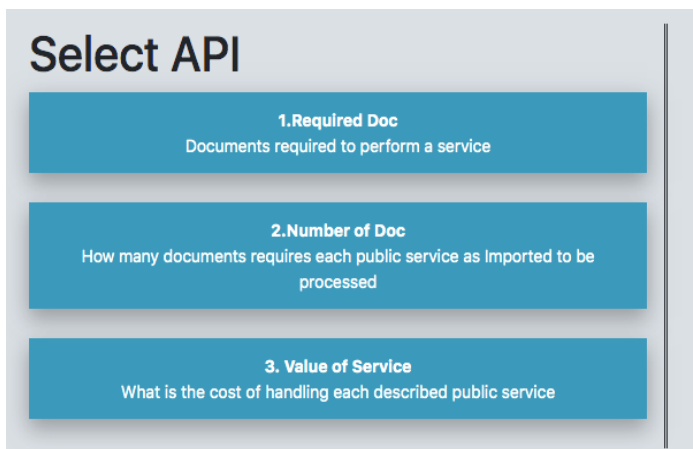 Select API
1.Required Doc
Documents required to perform a service
2.Number of Doc
How many documents requires each public service as Imported to be
processed
3. Value of Service
What is the cost of handling each described public service